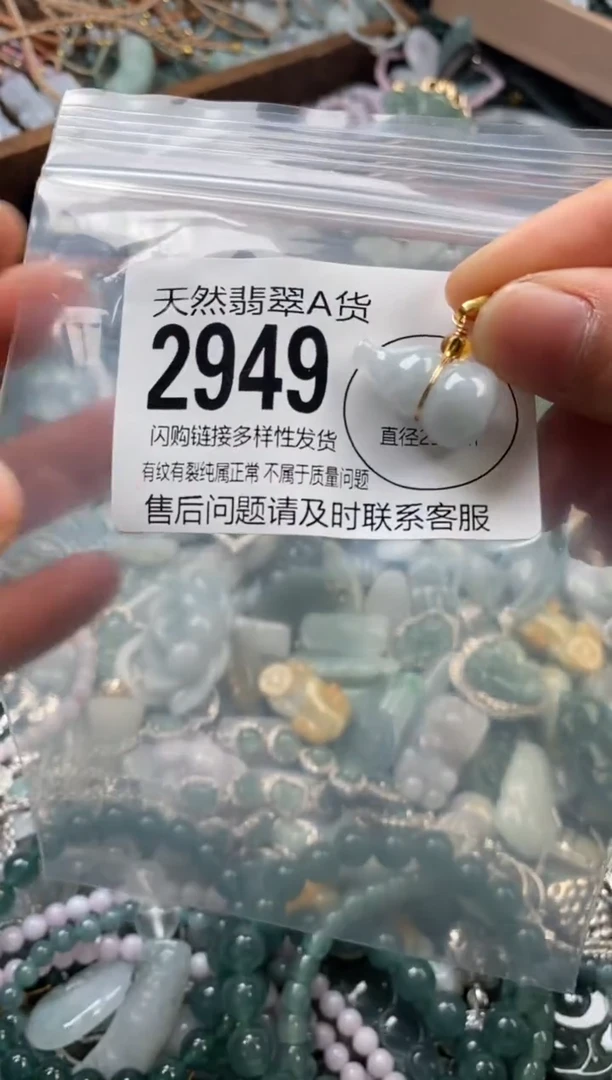 天然翡翠A货
2949
闪购链接多样性发货
直径2
有纹有裂纯属正常 不属于质量问题
售后问题请及时联系客服